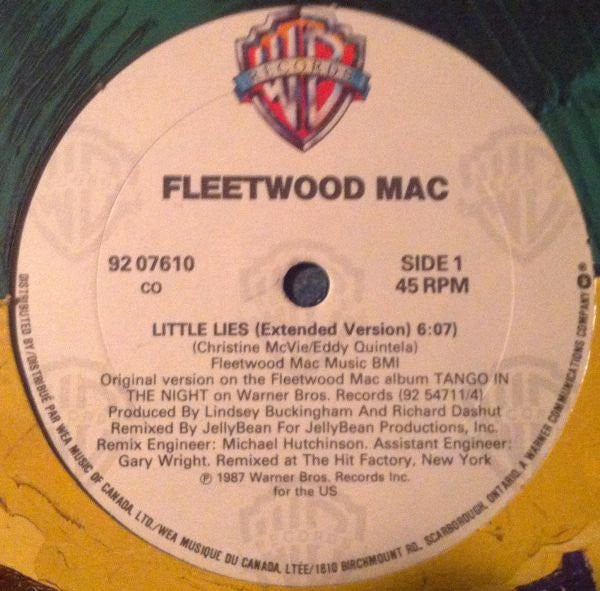 RECORDS
FLEETWOOD MAC
92 07610
CO
SIDE 1
45 RPM
LITTLE LIES (Extended Version) 6:07)
(Christine McVie/Eddy Quintela)
Fleetwood Mac Music BMI
Original version on the Fleetwood Mac album TANGO IN
THE NIGHT on Warner Bros. Records (92 54711/4)
Produced By Lindsey Buckingham And Richard Dashut
Remixed By JellyBean For JellyBean Productions, Inc.
Remix Engineer: Michael Hutchinson. Assistant Engineer:
Gary Wright. Remixed at The Hit Factory, New York
℗ 1987 Warner Bros. Records Inc.
for the US
DISTRIBUTED BY/DISTRIBUÉ PAR WEA MUSIC OF CANADA, LTD./WEA MUSIQUE DU CANADA, LTÉE/1810 BIRCHMOUNT RD., SCARBOROUGH, ONTARIO, A WARNER COMMUNICATIONS COMPANY